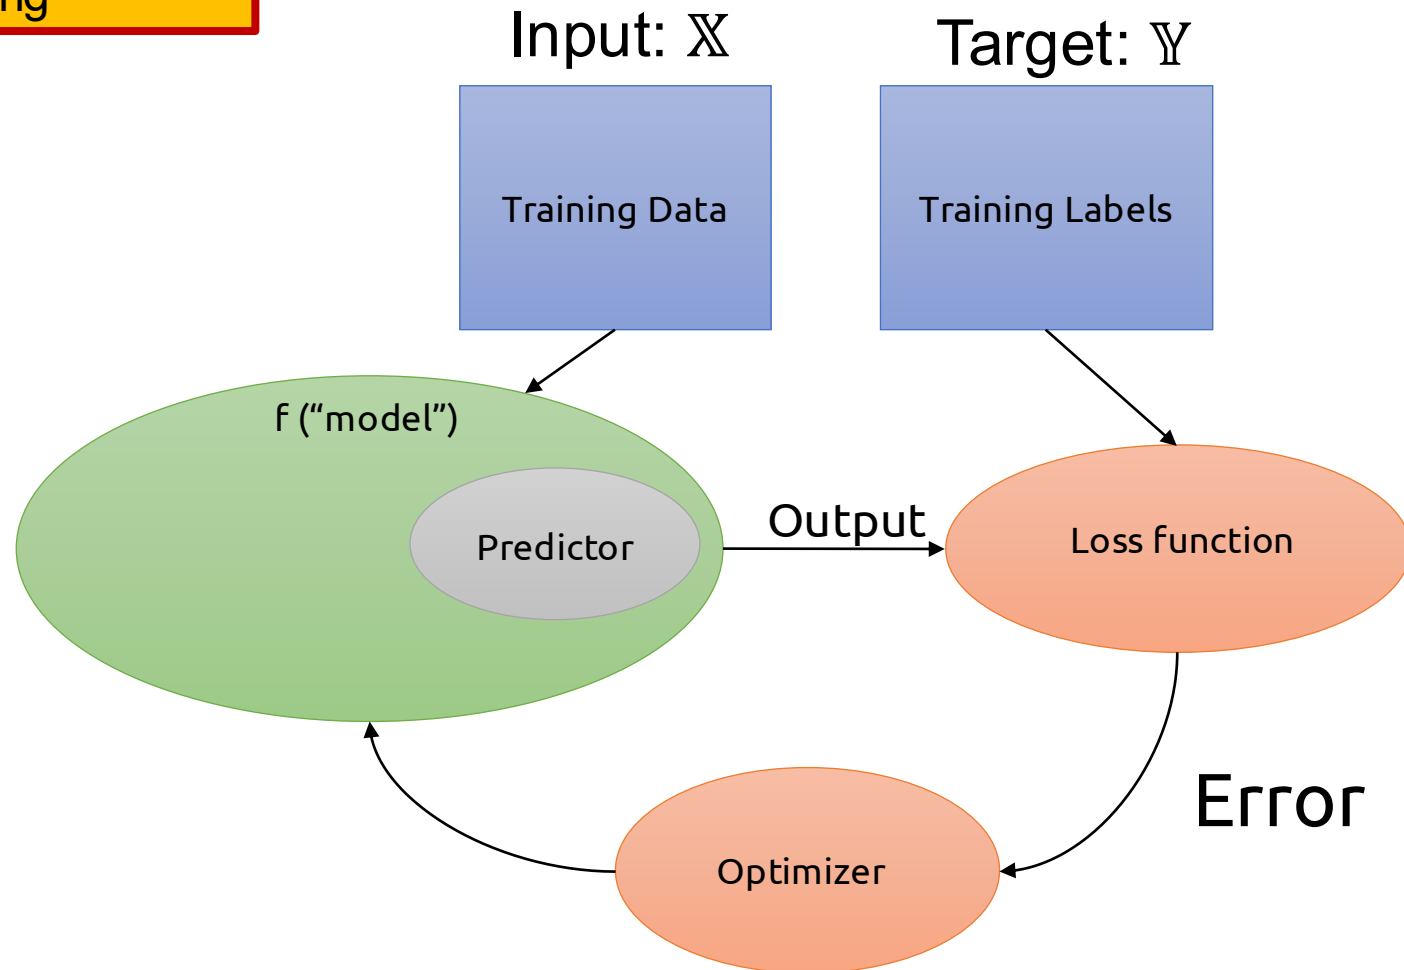 Input: 𝕏
Target: 𝕐
Training Data
Training Labels
f (“model”)
Predictor
Output
Loss function
Error
Optimizer